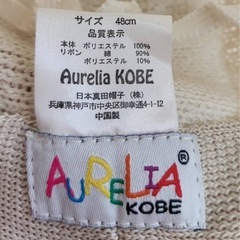 サイズ 48cm
品質表示
本体 ポリエステル 100%
リボン 綿 90%
ポリエステル 10%
Aurelia KOBE
日本真田帽子(株)
兵庫県神戸市中央区御幸通4-1-12
中国製
AURELIA®
KOBE